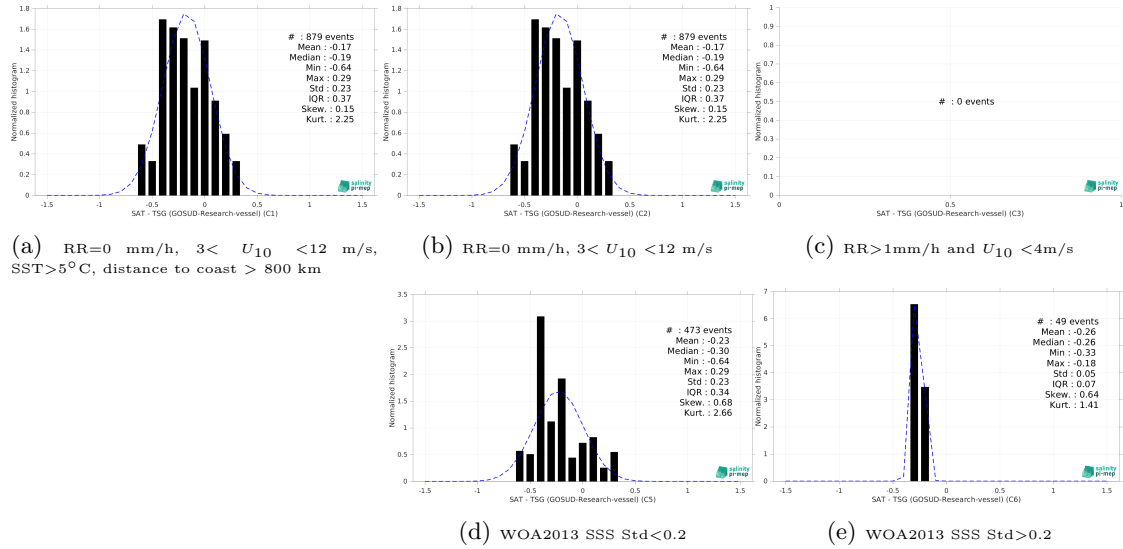 1.8
1.6
1.4
1.2
1
0.8
0.6
0.4
0.2
0
Normalized histogram
# : 879 events
Mean : -0.17
Median : -0.19
Min : -0.64
Max : 0.29
Std : 0.23
IQR : 0.37
Skew. : 0.15
Kurt. : 2.25
salinity
pi-mep
-1.5 -1 -0.5 0 0.5 1 1.5
SAT - TSG (GOSUD-Research-vessel) (C1)
(a) RR=0 mm/h, 3< U10 <12 m/s,
SST>5°C, distance to coast > 800 km
1.8
1.6
1.4
1.2
1
0.8
0.6
0.4
0.2
0
Normalized histogram
# : 879 events
Mean : -0.17
Median : -0.19
Min : -0.64
Max : 0.29
Std : 0.23
IQR : 0.37
Skew. : 0.15
Kurt. : 2.25
salinity
pi-mep
-1.5 -1 -0.5 0 0.5 1 1.5
SAT - TSG (GOSUD-Research-vessel) (C2)
(b) RR=0 mm/h, 3< U10 <12 m/s
1
0.9
0.8
0.7
0.6
0.5
0.4
0.3
0.2
0.1
0
Normalized histogram
# : 0 events
salinity
pi-mep
0 0.5 1
SAT - TSG (GOSUD-Research-vessel) (C3)
(c) RR>1mm/h and U10 <4m/s
3.5
3
2.5
2
1.5
1
0.5
0
Normalized histogram
# : 473 events
Mean : -0.23
Median : -0.30
Min : -0.64
Max : 0.29
Std : 0.23
IQR : 0.34
Skew. : 0.68
Kurt. : 2.66
salinity
pi-mep
-1.5 -1 -0.5 0 0.5 1 1.5
SAT - TSG (GOSUD-Research-vessel) (C5)
(d) WOA2013 SSS Std<0.2
7
6
5
4
3
2
1
0
Normalized histogram
# : 49 events
Mean : -0.26
Median : -0.26
Min : -0.33
Max : -0.18
Std : 0.05
IQR : 0.07
Skew. : 0.64
Kurt. : 1.41
salinity
pi-mep
-1.5 -1 -0.5 0 0.5 1 1.5
SAT - TSG (GOSUD-Research-vessel) (C6)
(e) WOA2013 SSS Std>0.2